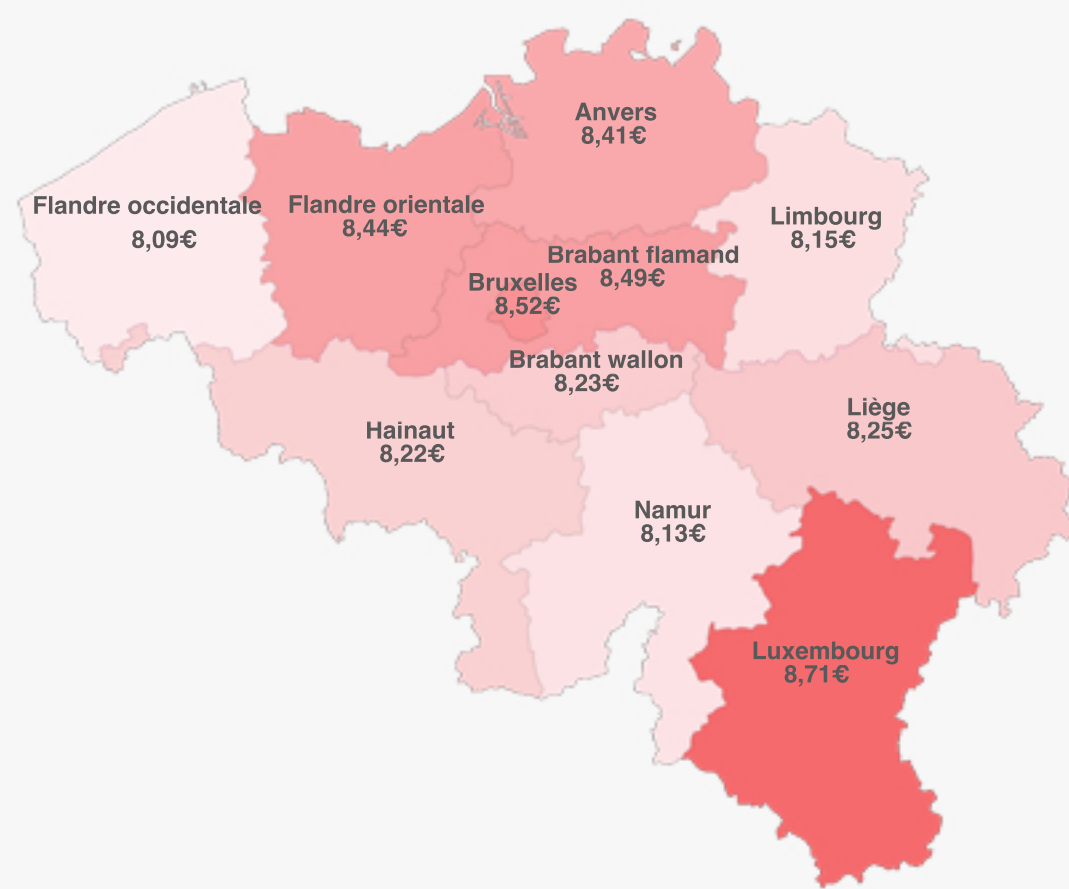 Anvers
8,41€
Flandre occidentale
8,09€
Flandre orientale
8,44€
Limbourg
8,15€
Brabant flamand
8,49€
Bruxelles
8,52€
Brabant wallon
8,23€
Liège
8,25€
Hainaut
8,22€
Namur
8,13€
Luxembourg
8,71€